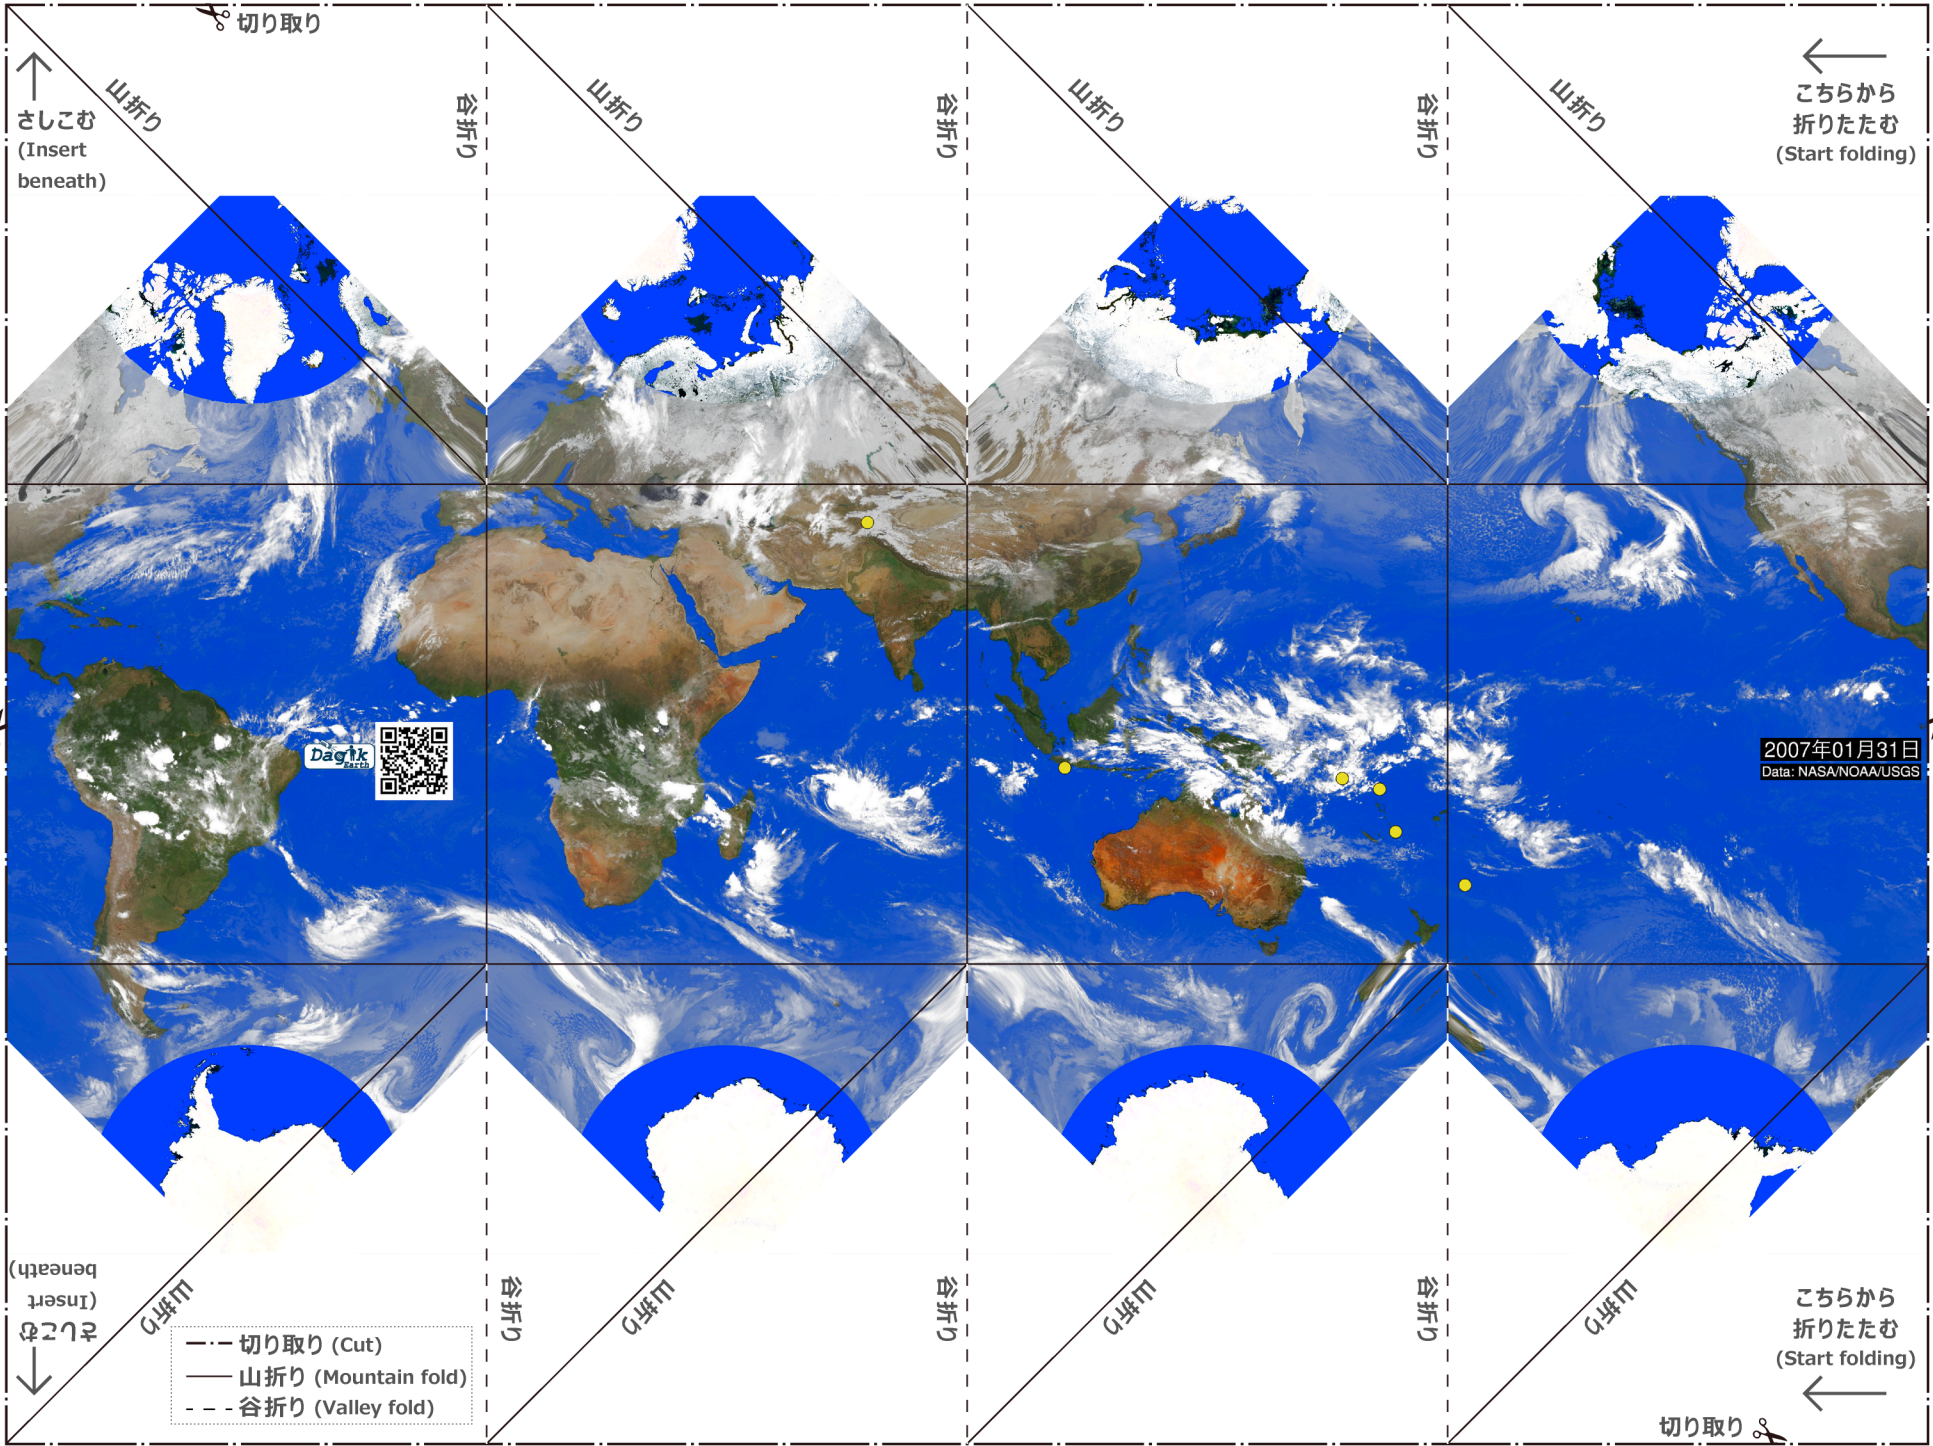 切り取り
山折り
谷折り
山折り
谷折り
山折り
谷折り
山折り
さしこむ
(Insert
beneath)
こちらから
折りたたむ
(Start folding)
Dagik
Earth
2007年01月31日
Data: NASA/NOAA/USGS
さしこむ
(Insert
beneath)
山折り
谷折り
山折り
谷折り
山折り
谷折り
山折り
切り取り (Cut)
山折り (Mountain fold)
谷折り (Valley fold)
こちらから
折りたたむ
(Start folding)
切り取り